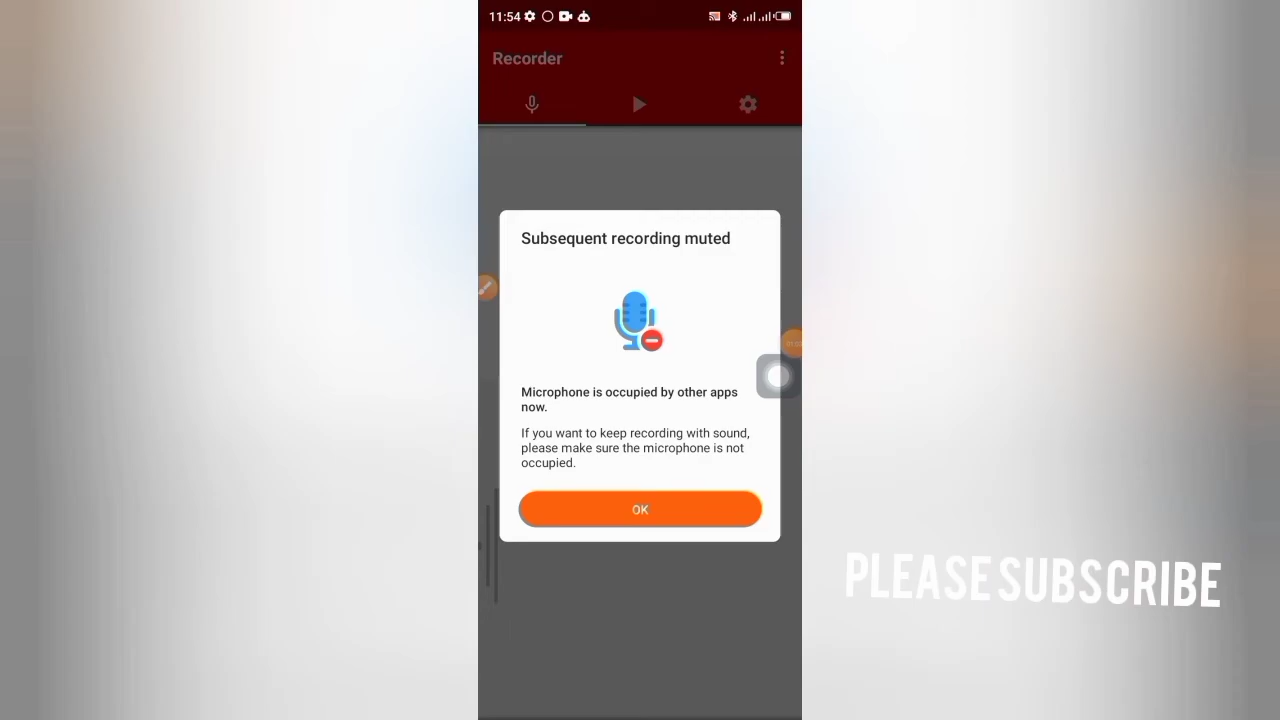 11:54
Recorder
Subsequent recording muted
Microphone is occupied by other apps
now.
If you want to keep recording with sound,
please make sure the microphone is not
occupied.
OK
PLEASE SUBSCRIBE